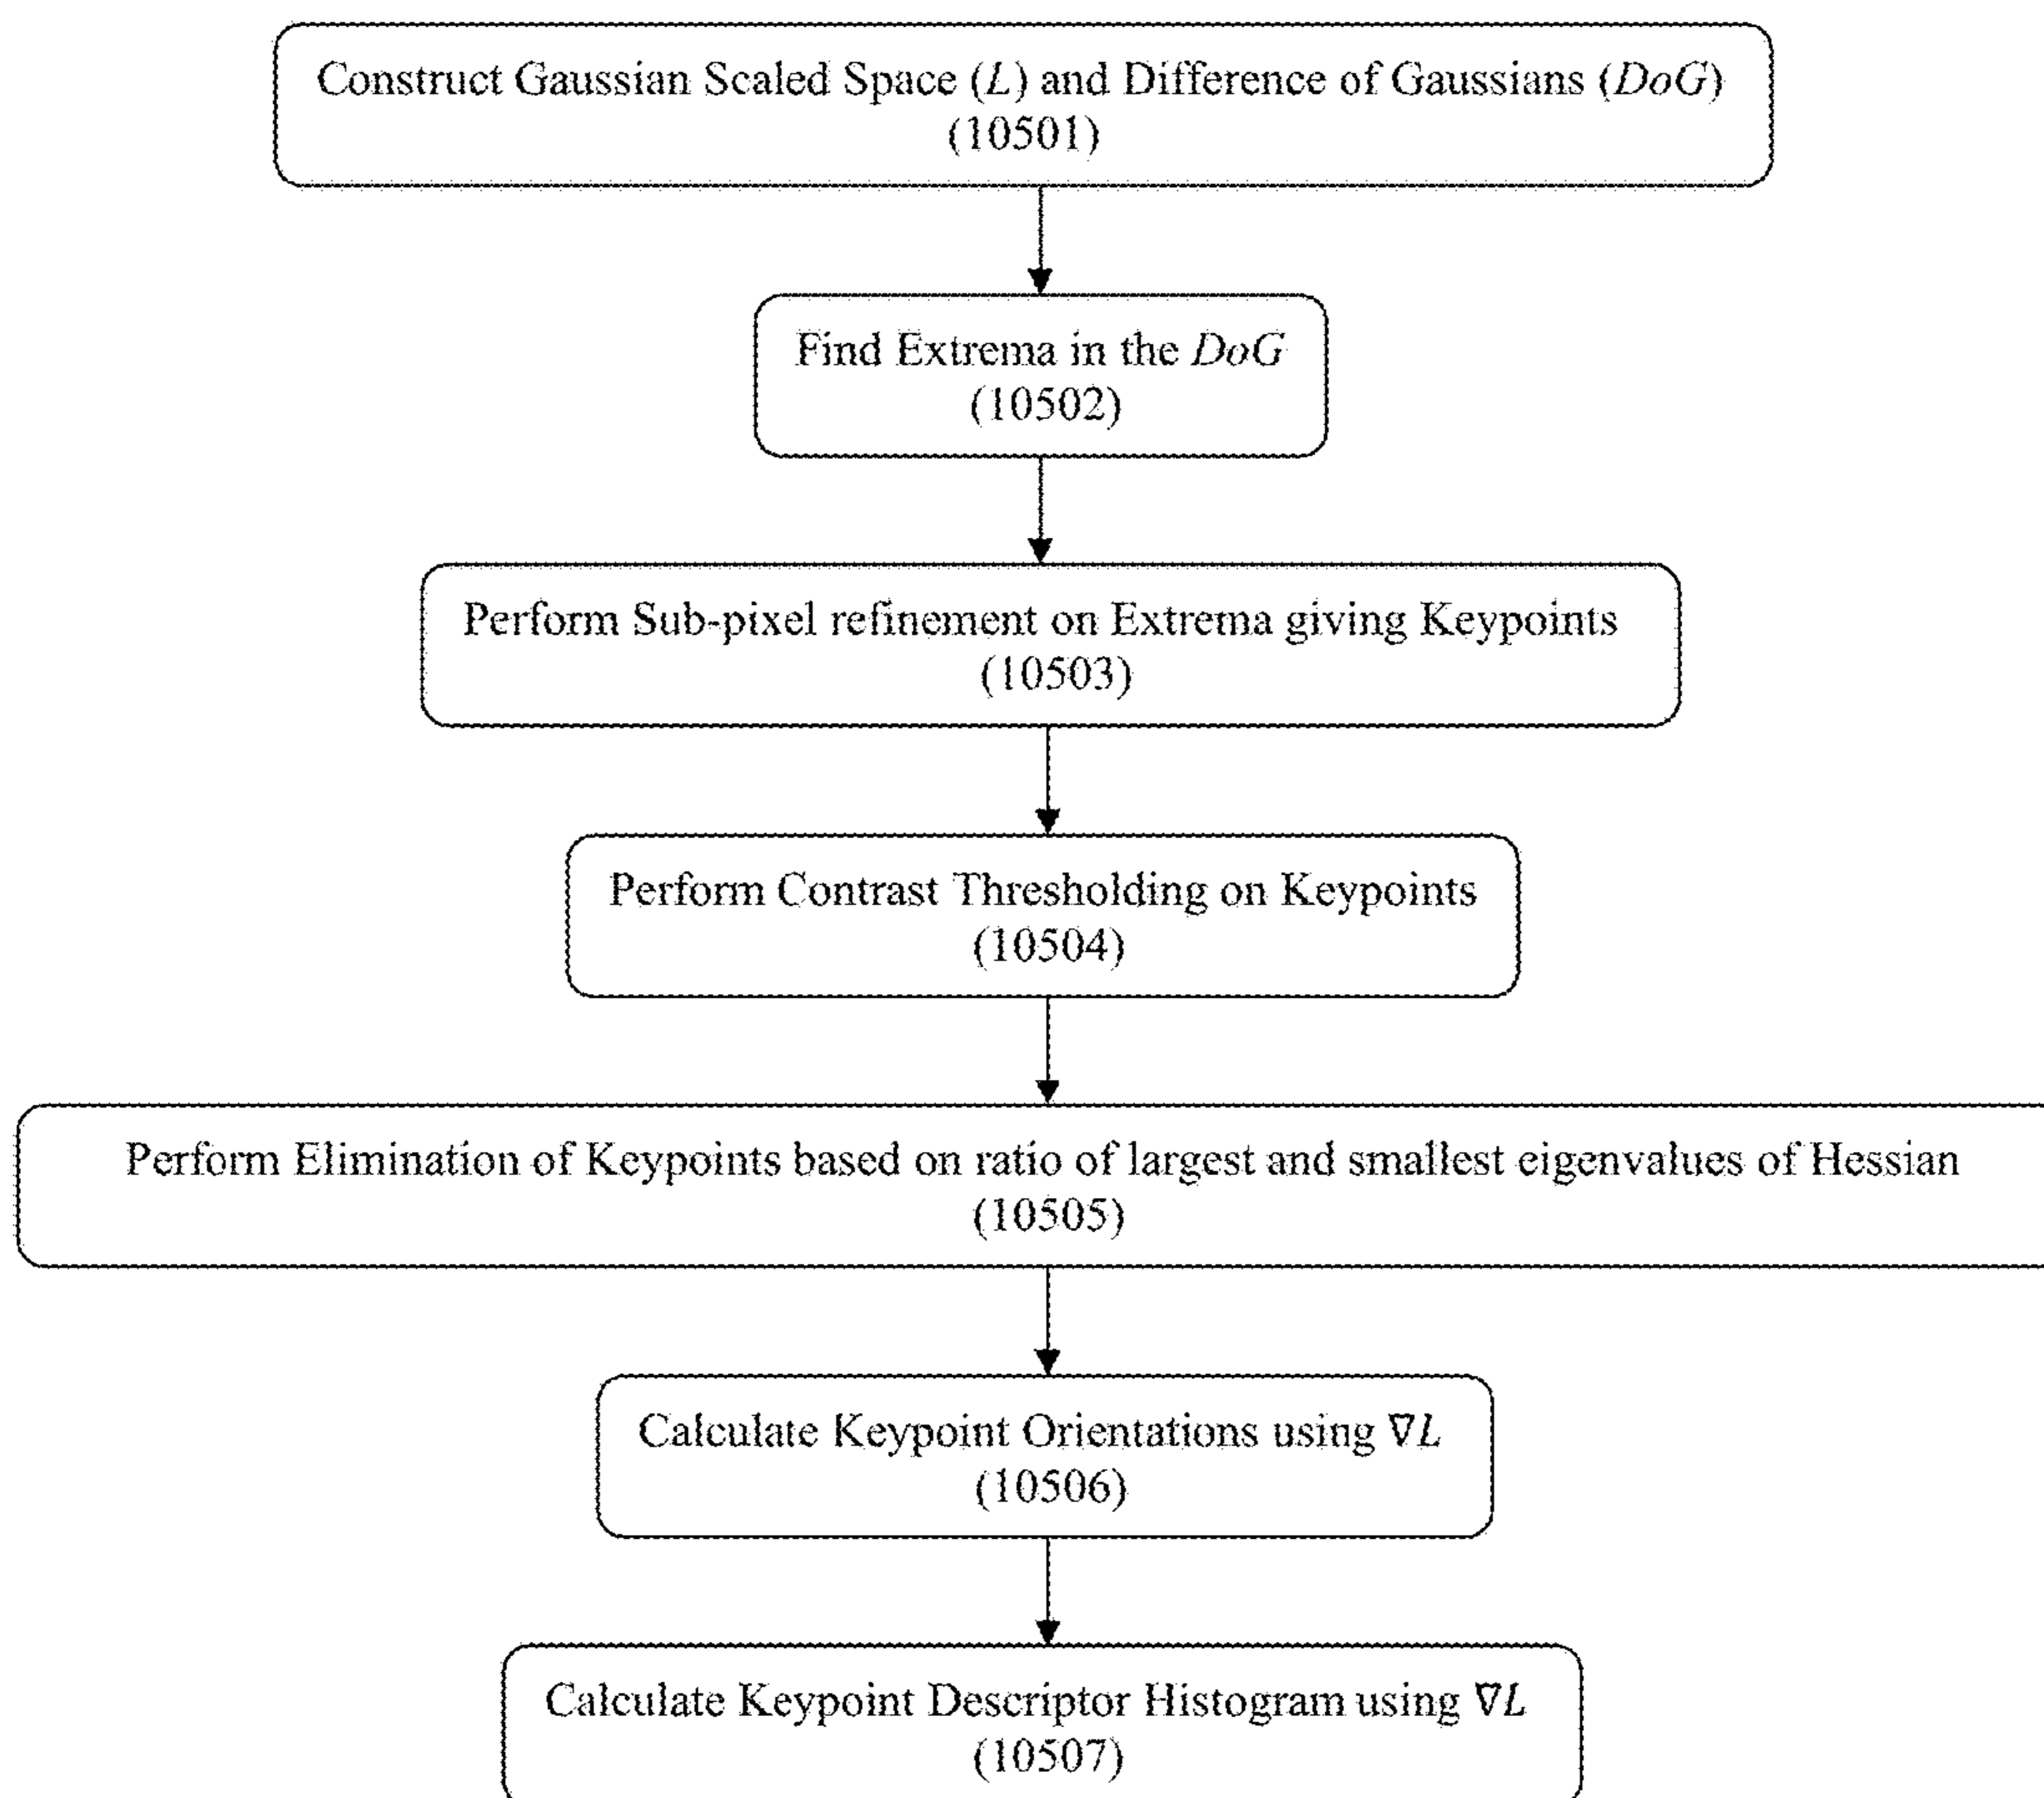 Construct Gaussian Scaled Space (L) and Difference of Gaussians (DoG)
(10501)
Find Extrema in the DoG
(10502)
Perform Sub-pixel refinement on Extrema giving Keypoints
(10503)
Perform Contrast Thresholding on Keypoints
(10504)
Perform Elimination of Keypoints based on ratio of largest and smallest eigenvalues of Hessian
(10505)
Calculate Keypoint Orientations using ∇L
(10506)
Calculate Keypoint Descriptor Histogram using ∇L
(10507)